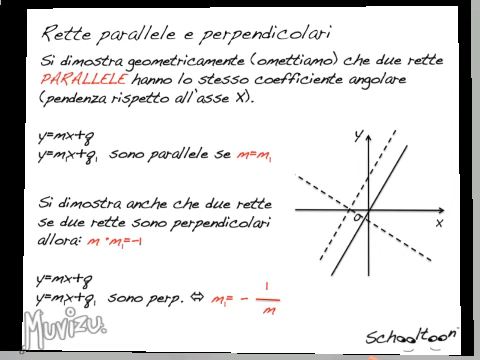 Rette parallele e perpendicolari
Si dimostra geometricamente (omettiamo) che due rette
PARALLELE hanno lo stesso coefficiente angolare
(pendenza rispetto all'asse X).
y=mx+q
y=m₁x+q₁ sono parallele se m=m₁
Si dimostra anche che due rette
se due rette sono perpendicolari
allora: m·m₁=-1
y=mx+q
y=m₁x+q₁ sono perp. ⇔ m₁= - 1/m
y
o
x
Muvizu.
Schooltoon